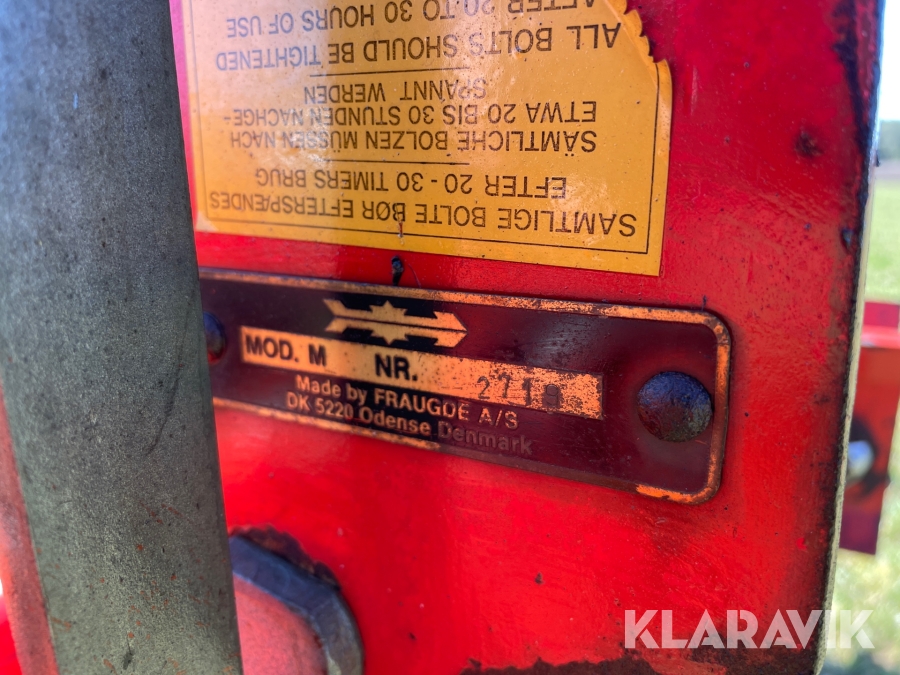 SAMTLIGE BOLTE BØR EFTERSPÆNDES
EFTER 20 - 30 TIMERS BRUG
SÄMTLICHE BOLZEN MÜSSEN NACH
ETWA 20 BIS 30 STUNDEN NACHGE-
SPANNT WERDEN
ALL BOLTS SHOULD BE TIGHTENED
AFTER 20 TO 30 HOURS OF USE
MOD. M NR. 2719
Made by FRAUGDE A/S
DK 5220 Odense Denmark
KLARAVIK